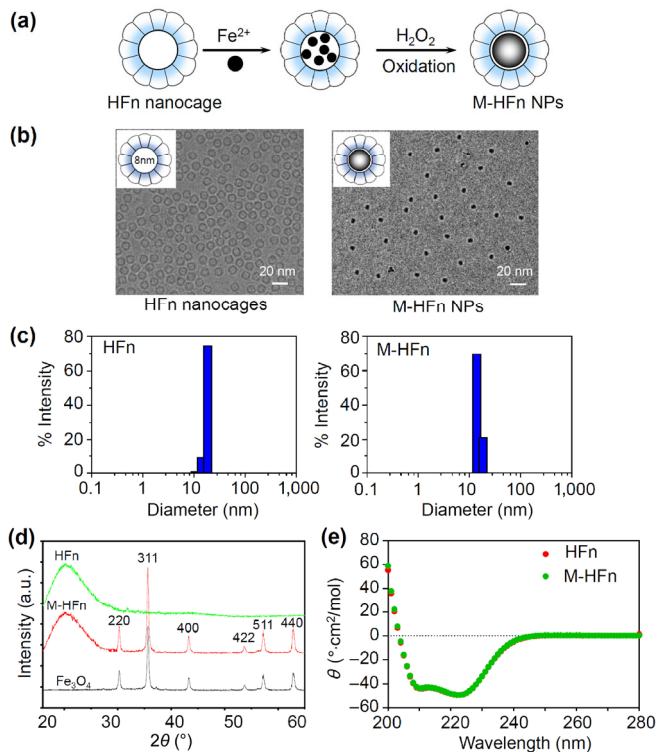 (a)
Fe²⁺
H₂O₂
Oxidation
HFn nanocage
M-HFn NPs
(b)
8nm
20 nm
20 nm
HFn nanocages
M-HFn NPs
(c)
HFn
M-HFn
% Intensity
80
60
40
20
0
0.1 1 10 100 1,000
Diameter (nm)
% Intensity
80
60
40
20
0
0.1 1 10 100 1,000
Diameter (nm)
(d)
HFn
M-HFn
Fe₃O₄
311
220
400
422
511
440
Intensity (a.u.)
20 30 40 50 60
2θ (°)
(e)
HFn
M-HFn
θ (°·cm²/mol)
80
60
40
20
0
-20
-40
-60
200 220 240 260 280
Wavelength (nm)